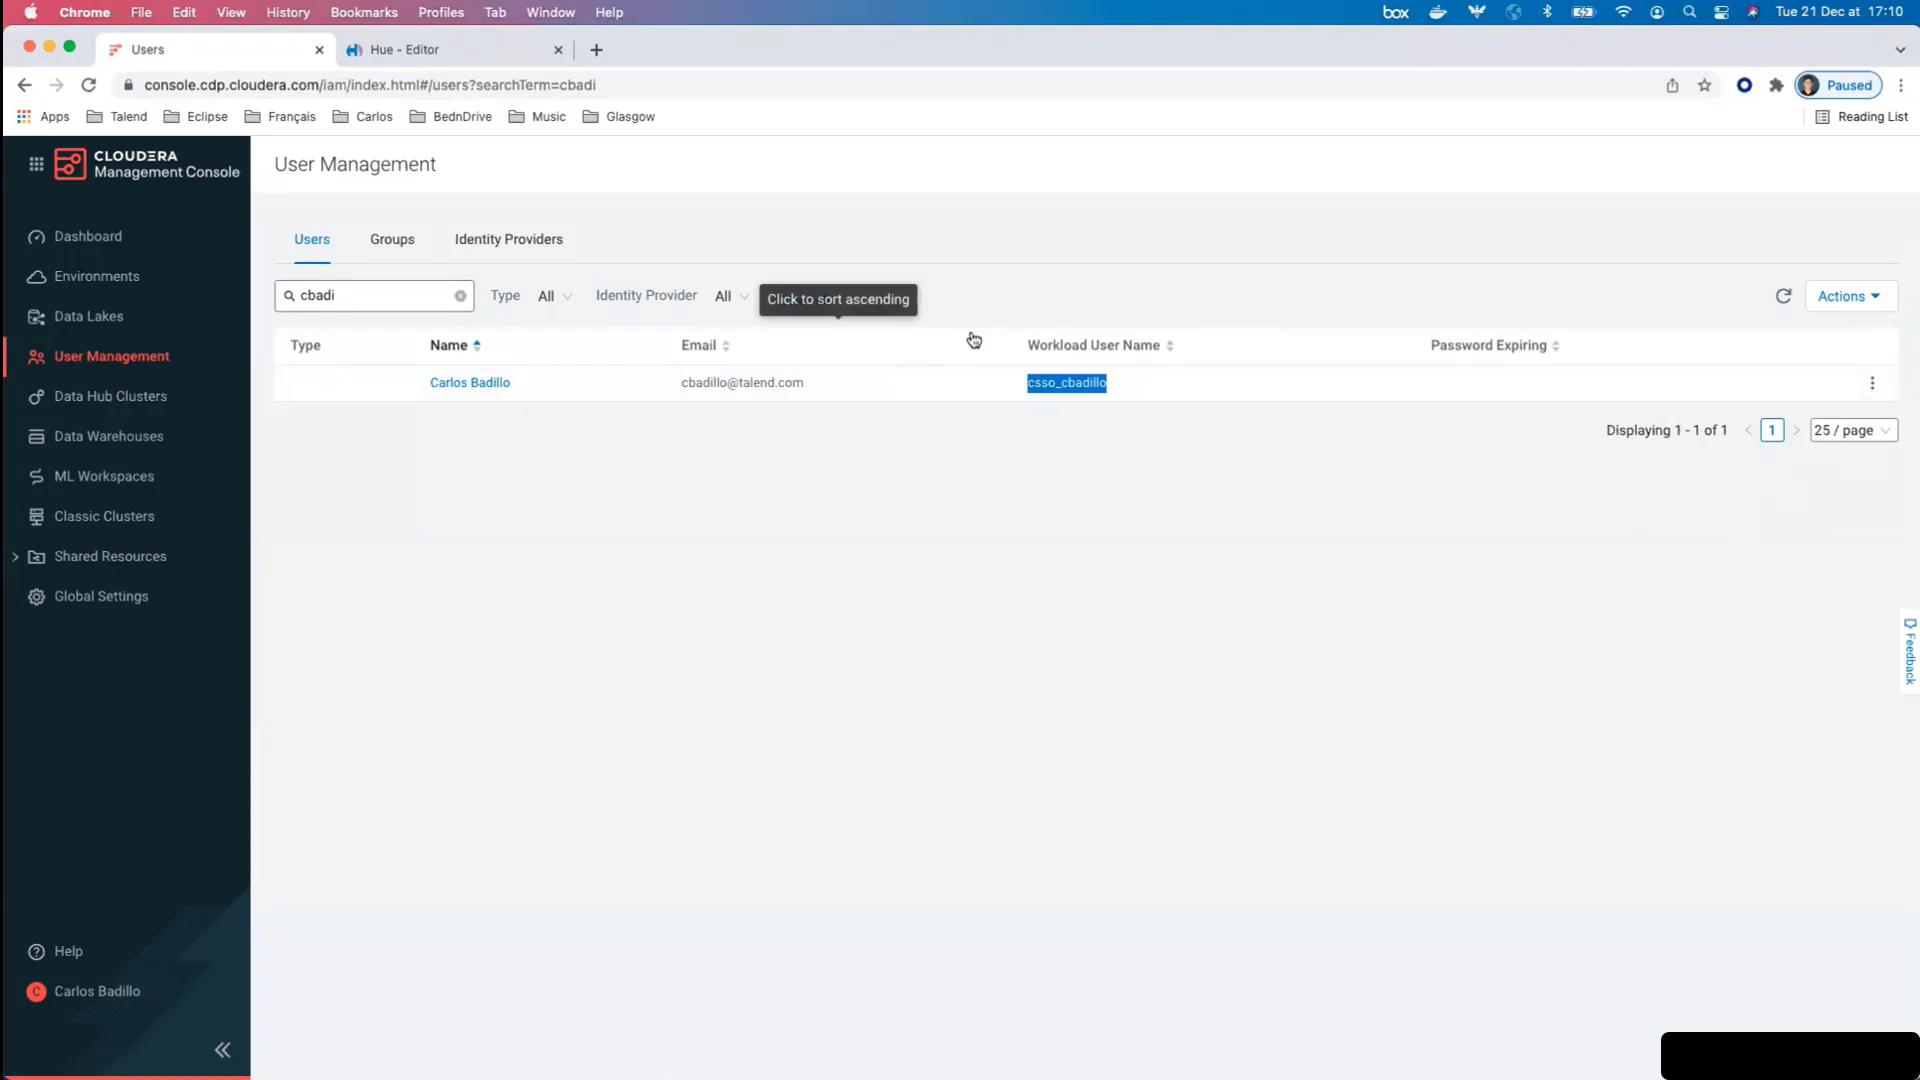 Chrome File Edit View History Bookmarks Profiles Tab Window Help box Tue 21 Dec at 17:10
Users Hue - Editor
console.cdp.cloudera.com/iam/index.html#/users?searchTerm=cbadi Paused
Apps Talend Eclipse Français Carlos BednDrive Music Glasgow Reading List
CLOUDERA
Management Console
User Management
Dashboard
Environments
Data Lakes
User Management
Data Hub Clusters
Data Warehouses
ML Workspaces
Classic Clusters
Shared Resources
Global Settings
Help
C Carlos Badillo
Users Groups Identity Providers
cbadi Type All Identity Provider All Click to sort ascending Actions
Type Name Email Workload User Name Password Expiring
Carlos Badillo cbadillo@talend.com csso_cbadillo
Displaying 1 - 1 of 1 < 1 > 25 / page
Feedback